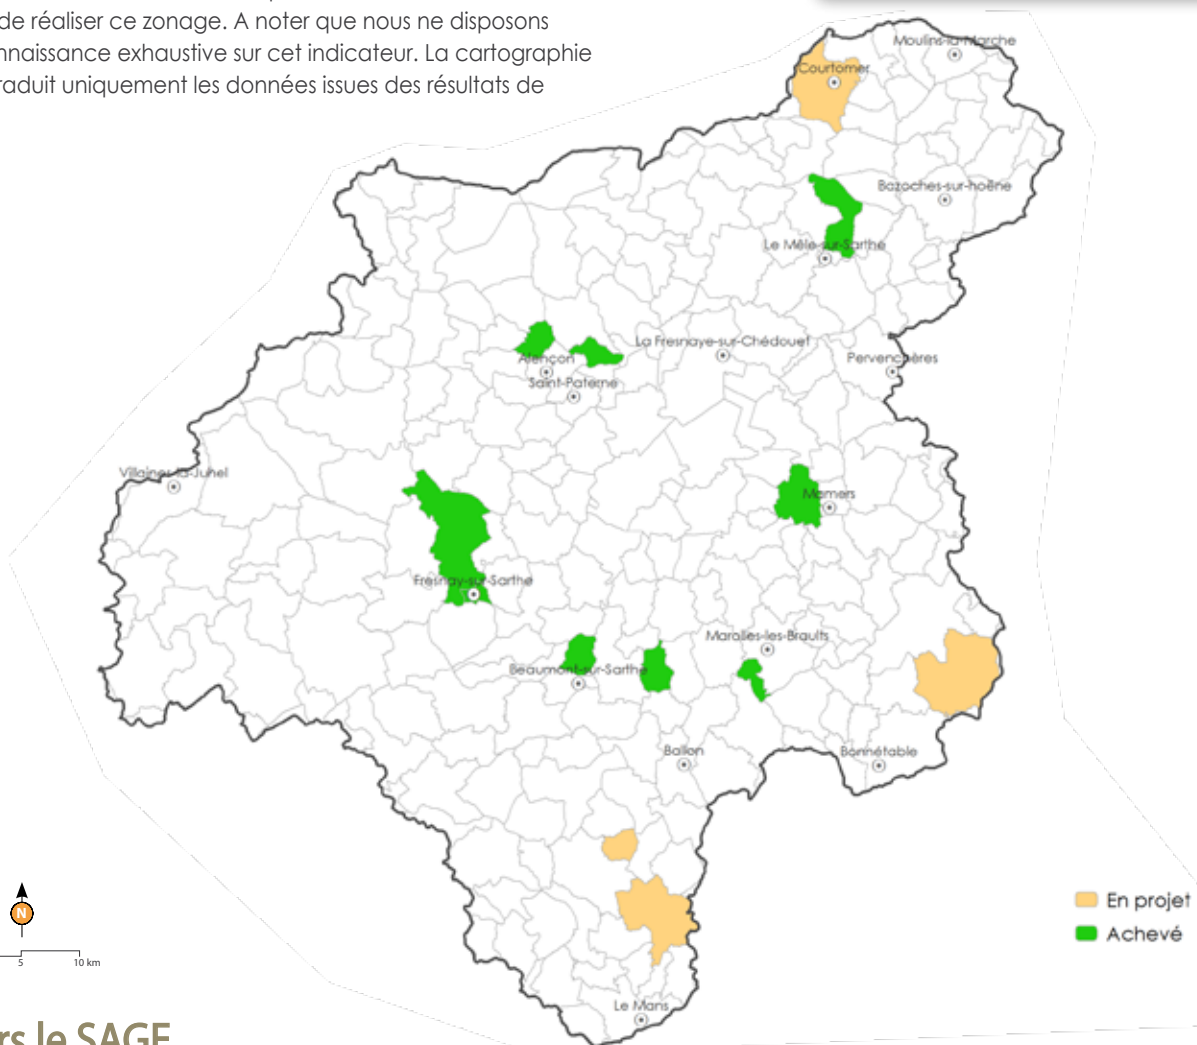 de réaliser ce zonage. A noter que nous ne disposons
nnaissance exhaustive sur cet indicateur. La cartographie
raduit uniquement les données issues des résultats de
Moulins-la-Marche
Courtomer
Bazoches-sur-hoëne
Le Mêle-sur-Sarthe
La Fresnaye-sur-Chédouet
Alençon
Pervenchères
Saint-Paterne
Villaines-la-Juhel
Mamers
Fresnay-sur-Sarthe
Marolles-les-Braults
Beaumont-sur-Sarthe
Ballon
Bonnétable
En projet
Achevé
N
5 10 km
Le Mans
rs le SAGE